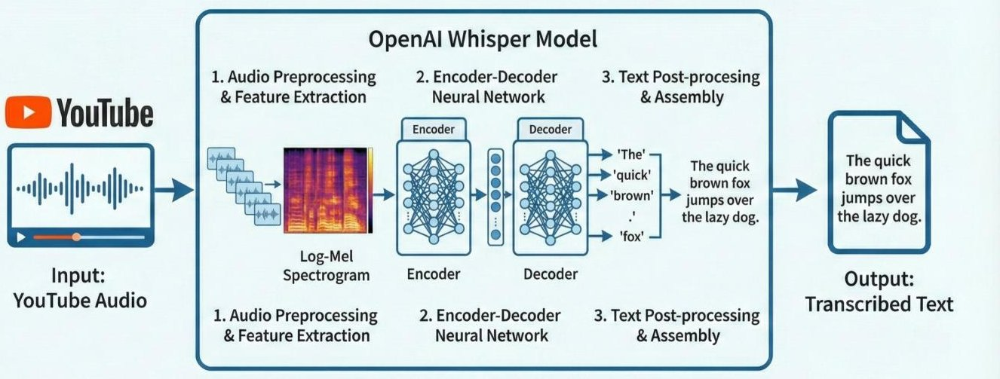 OpenAI Whisper Model
1. Audio Preprocessing
& Feature Extraction
2. Encoder-Decoder
Neural Network
3. Text Post-procesing
& Assembly
YouTube
Input:
YouTube Audio
Log-Mel
Spectrogram
Encoder
Encoder
Decoder
Decoder
'The'
'quick'
'brown'
.'
'fox'
The quick
brown fox
jumps over
the lazy dog.
1. Audio Preprocessing
& Feature Extraction
2. Encoder-Decoder
Neural Network
3. Text Post-processing
& Assembly
The quick
brown fox
jumps over
the lazy dog.
Output:
Transcribed Text